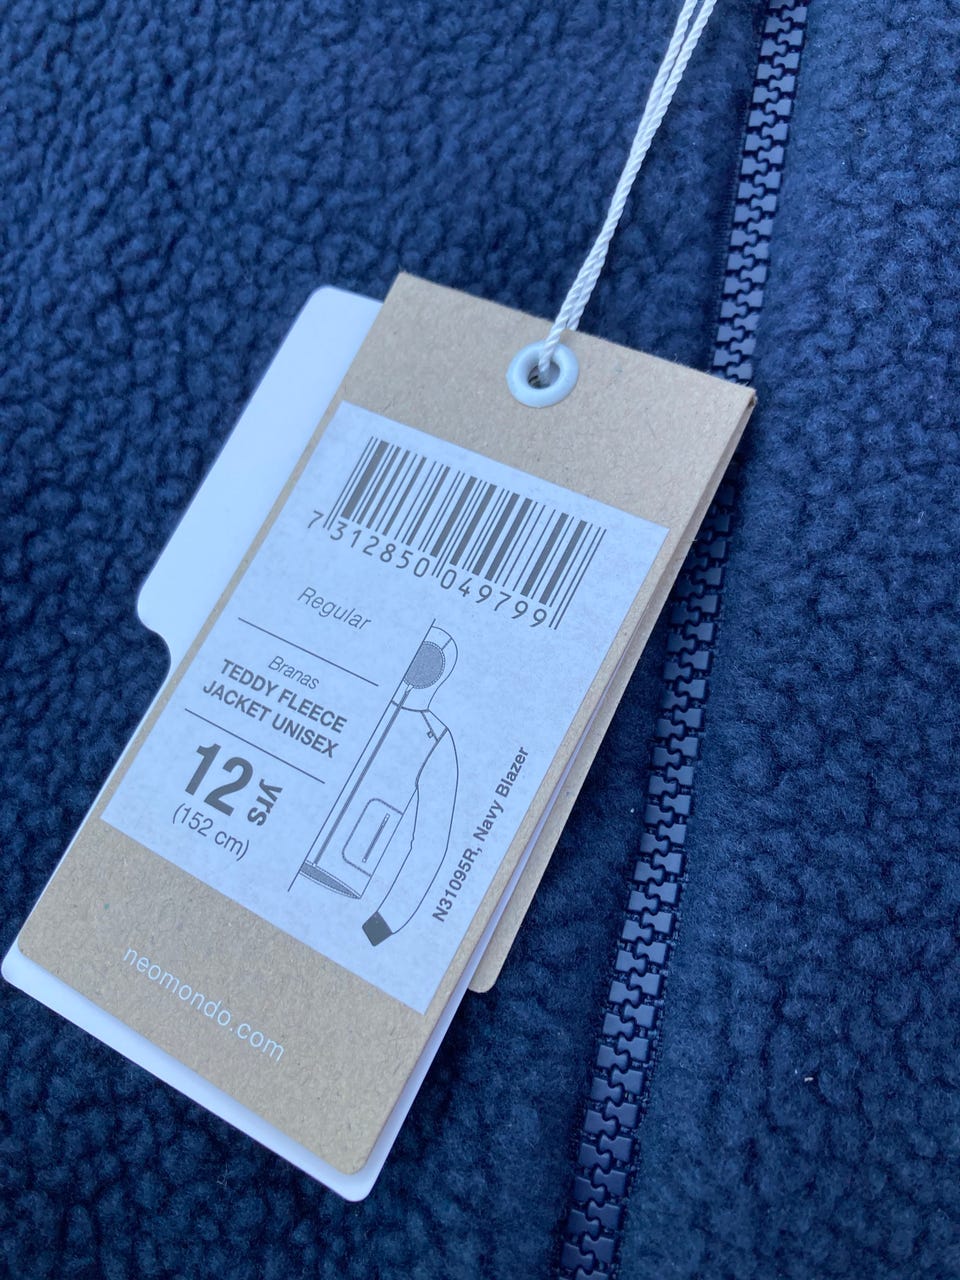 7 312850 049799
Regular
Branas
TEDDY FLEECE
JACKET UNISEX
12 yrs
(152 cm)
N31095R, Navy Blazer
neomondo.com